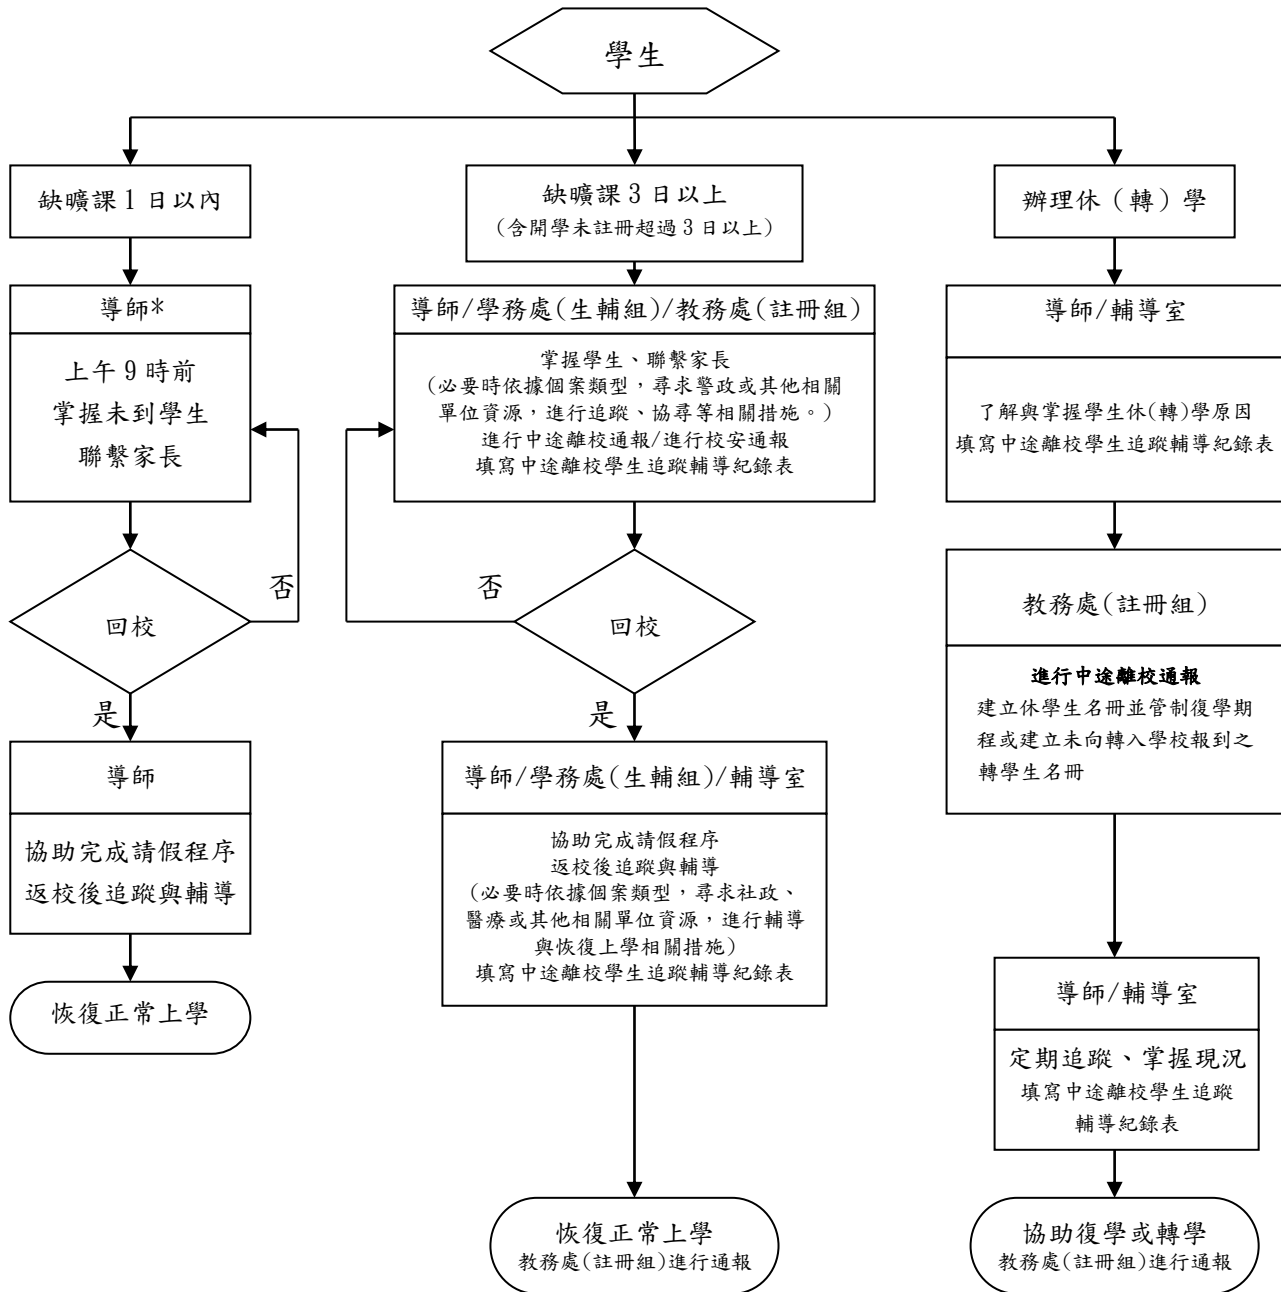 學生
缺曠課 1 日以內
導師*
上午 9 時前
掌握未到學生
聯繫家長
否
回校
是
導師
協助完成請假程序
返校後追蹤與輔導
恢復正常上學
缺曠課 3 日以上
(含開學未註冊超過 3 日以上)
導師/學務處(生輔組)/教務處(註冊組)
掌握學生、聯繫家長
(必要時依據個案類型，尋求警政或其他相關
單位資源，進行追蹤、協尋等相關措施。)
進行中途離校通報/進行校安通報
填寫中途離校學生追蹤輔導紀錄表
否
回校
是
導師/學務處(生輔組)/輔導室
協助完成請假程序
返校後追蹤與輔導
(必要時依據個案類型，尋求社政、
醫療或其他相關單位資源，進行輔導
與恢復上學相關措施)
填寫中途離校學生追蹤輔導紀錄表
恢復正常上學
教務處(註冊組)進行通報
辦理休（轉）學
導師/輔導室
了解與掌握學生休(轉)學原因
填寫中途離校學生追蹤輔導紀錄表
教務處(註冊組)
進行中途離校通報
建立休學生名冊並管制復學期
程或建立未向轉入學校報到之
轉學生名冊
導師/輔導室
定期追蹤、掌握現況
填寫中途離校學生追蹤
輔導紀錄表
協助復學或轉學
教務處(註冊組)進行通報